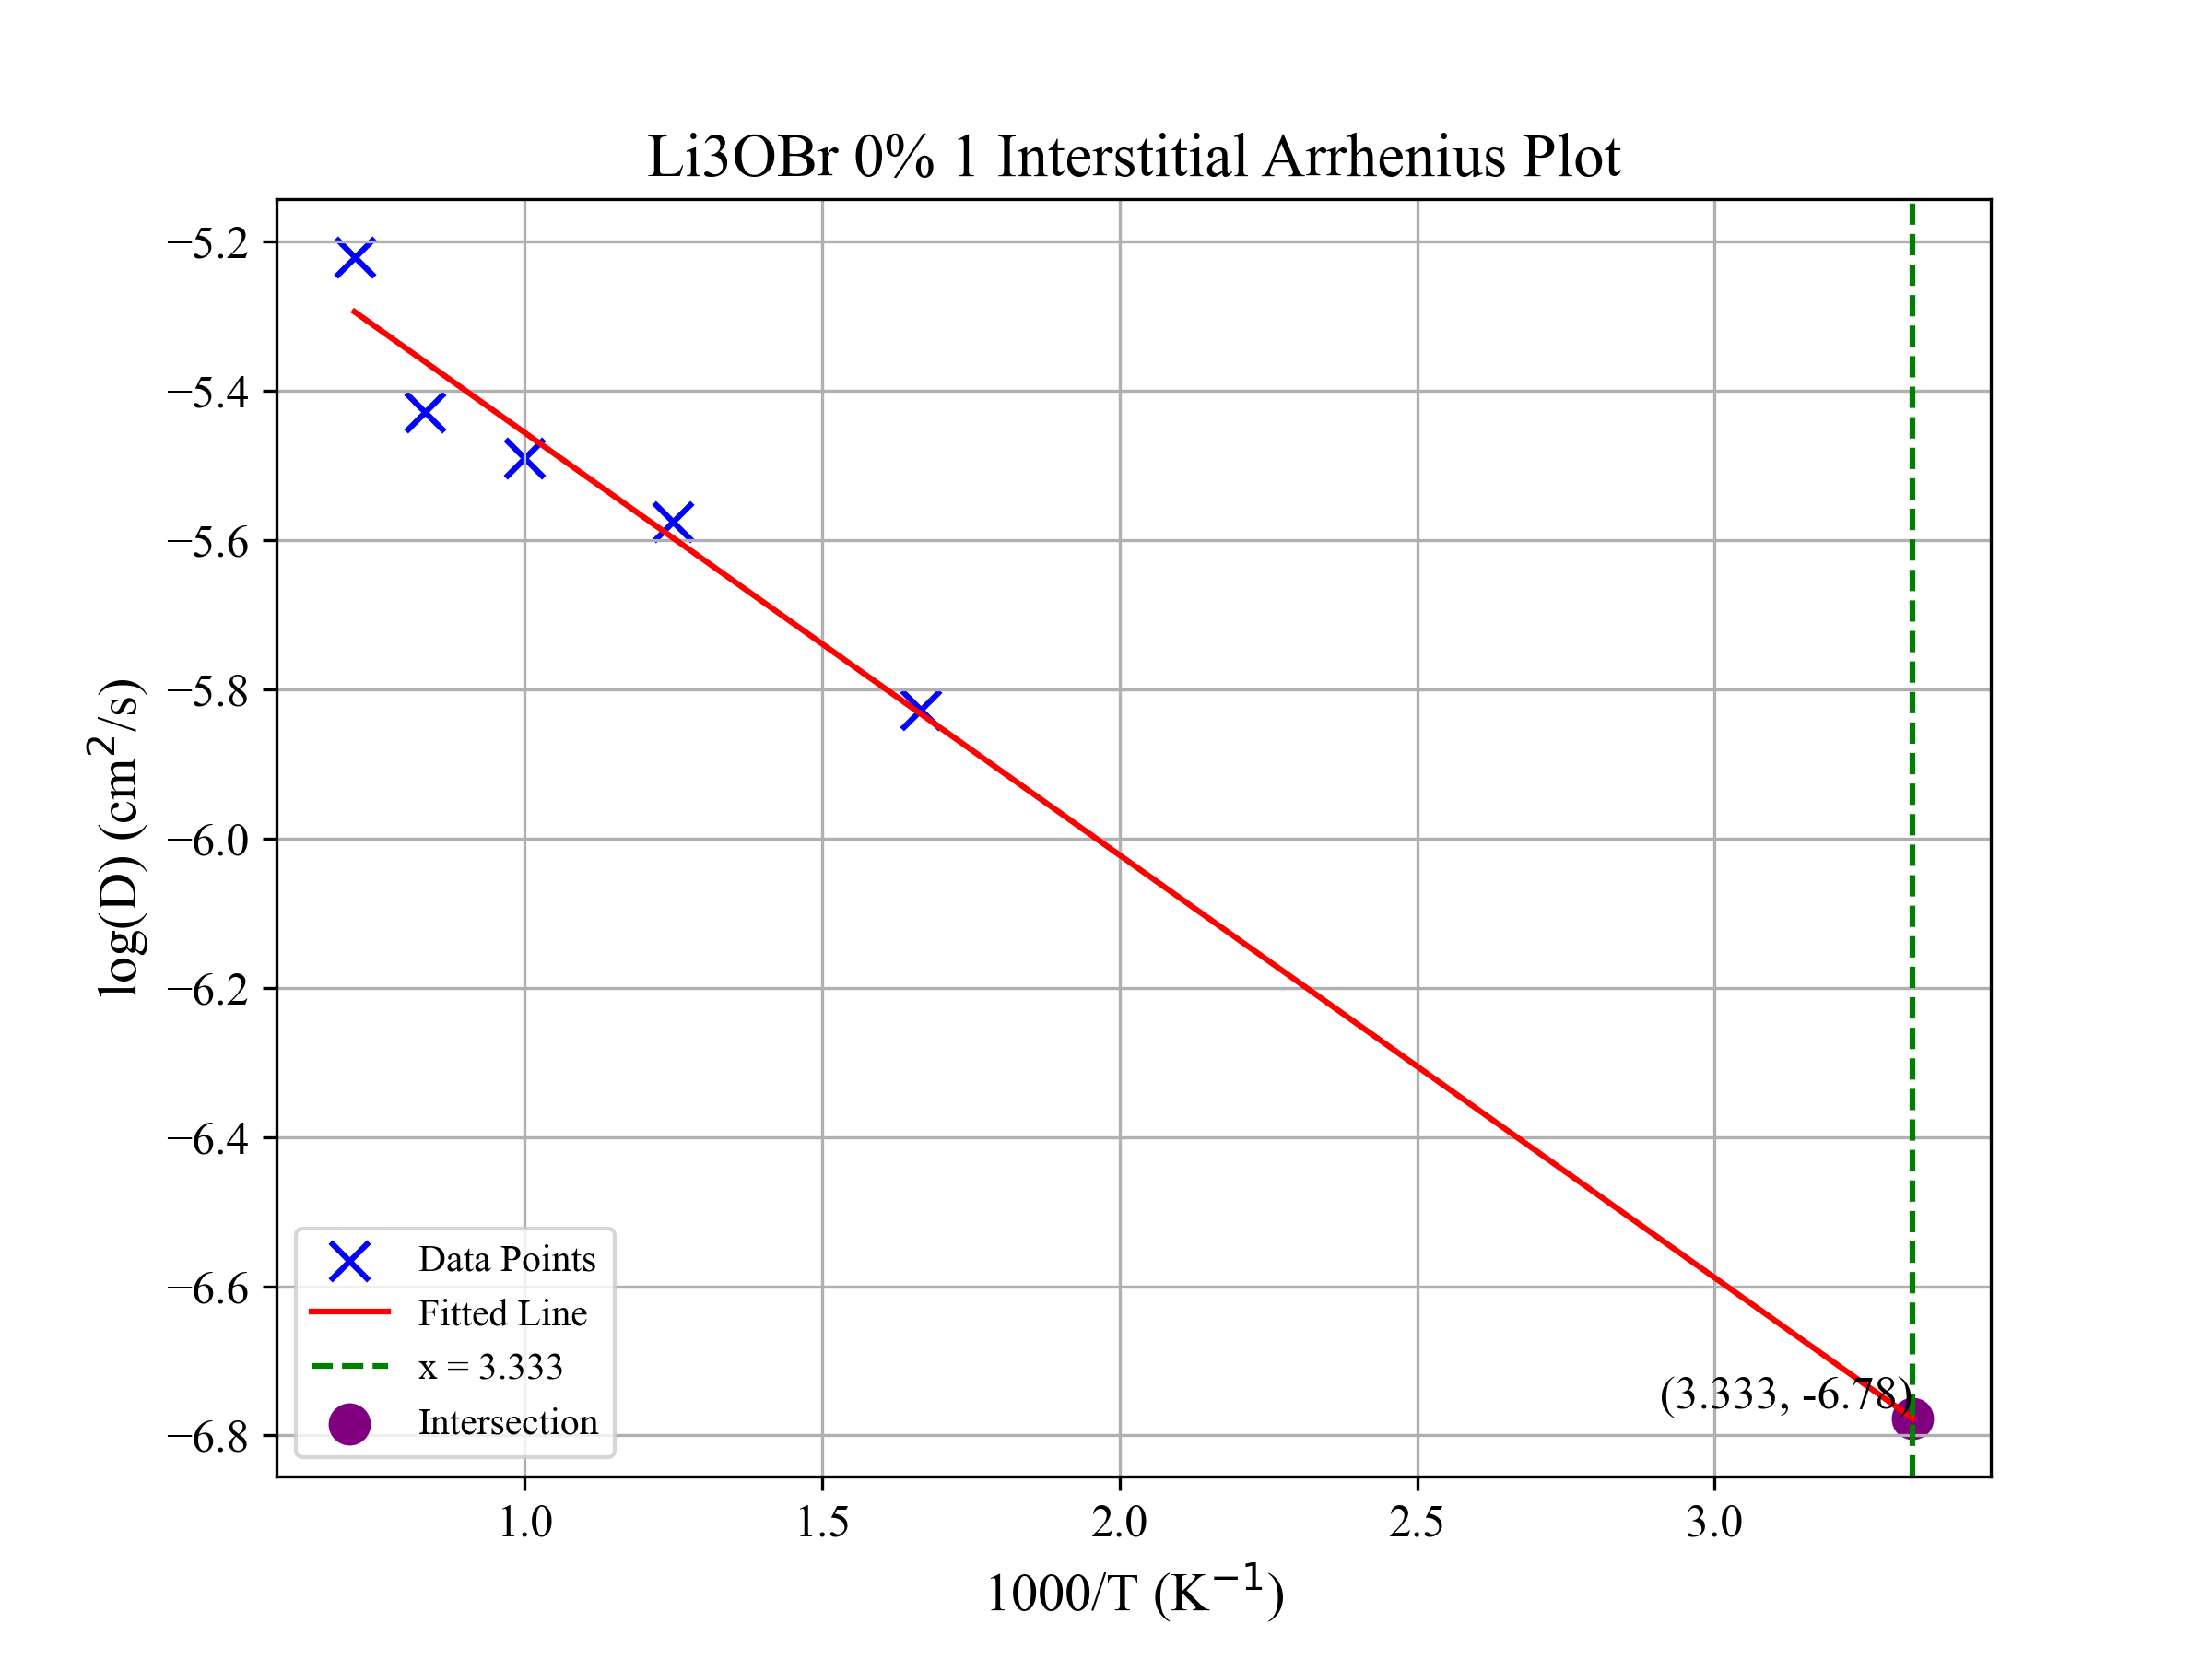 Li3OBr 0% 1 Interstitial Arrhenius Plot
log(D) (cm²/s)
−5.2
−5.4
−5.6
−5.8
−6.0
−6.2
−6.4
−6.6
−6.8
(3.333, -6.78)
Data Points
Fitted Line
x = 3.333
Intersection
1.0 1.5 2.0 2.5 3.0
1000/T (K⁻¹)